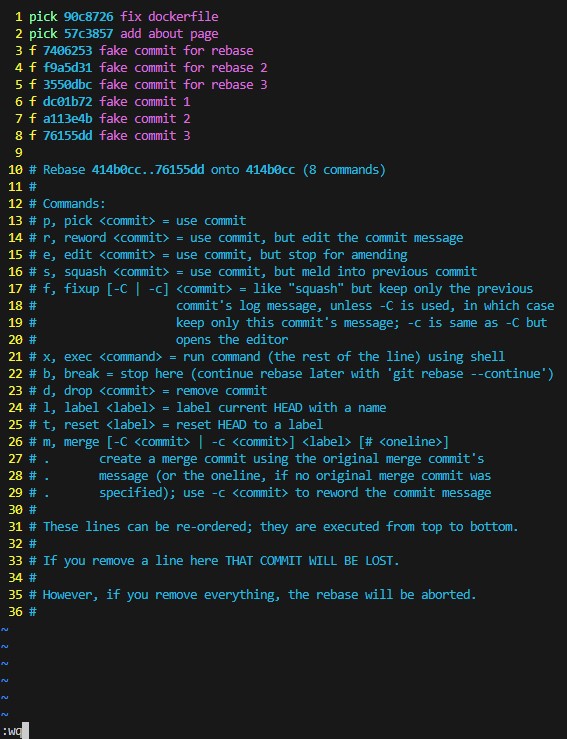 1 pick 90c8726 fix dockerfile
2 pick 57c3857 add about page
3 f 7406253 fake commit for rebase
4 f f9a5d31 fake commit for rebase 2
5 f 3550dbc fake commit for rebase 3
6 f dc01b72 fake commit 1
7 f a113e4b fake commit 2
8 f 76155dd fake commit 3
9
10 # Rebase 414b0cc..76155dd onto 414b0cc (8 commands)
11 #
12 # Commands:
13 # p, pick <commit> = use commit
14 # r, reword <commit> = use commit, but edit the commit message
15 # e, edit <commit> = use commit, but stop for amending
16 # s, squash <commit> = use commit, but meld into previous commit
17 # f, fixup [-C | -c] <commit> = like "squash" but keep only the previous
18 #                    commit's log message, unless -C is used, in which case
19 #                    keep only this commit's message; -c is same as -C but
20 #                    opens the editor
21 # x, exec <command> = run command (the rest of the line) using shell
22 # b, break = stop here (continue rebase later with 'git rebase --continue')
23 # d, drop <commit> = remove commit
24 # l, label <label> = label current HEAD with a name
25 # t, reset <label> = reset HEAD to a label
26 # m, merge [-C <commit> | -c <commit>] <label> [# <oneline>]
27 # .       create a merge commit using the original merge commit's
28 # .       message (or the oneline, if no original merge commit was
29 # .       specified); use -c <commit> to reword the commit message
30 #
31 # These lines can be re-ordered; they are executed from top to bottom.
32 #
33 # If you remove a line here THAT COMMIT WILL BE LOST.
34 #
35 # However, if you remove everything, the rebase will be aborted.
36 #
~
~
~
~
~
~
:wq